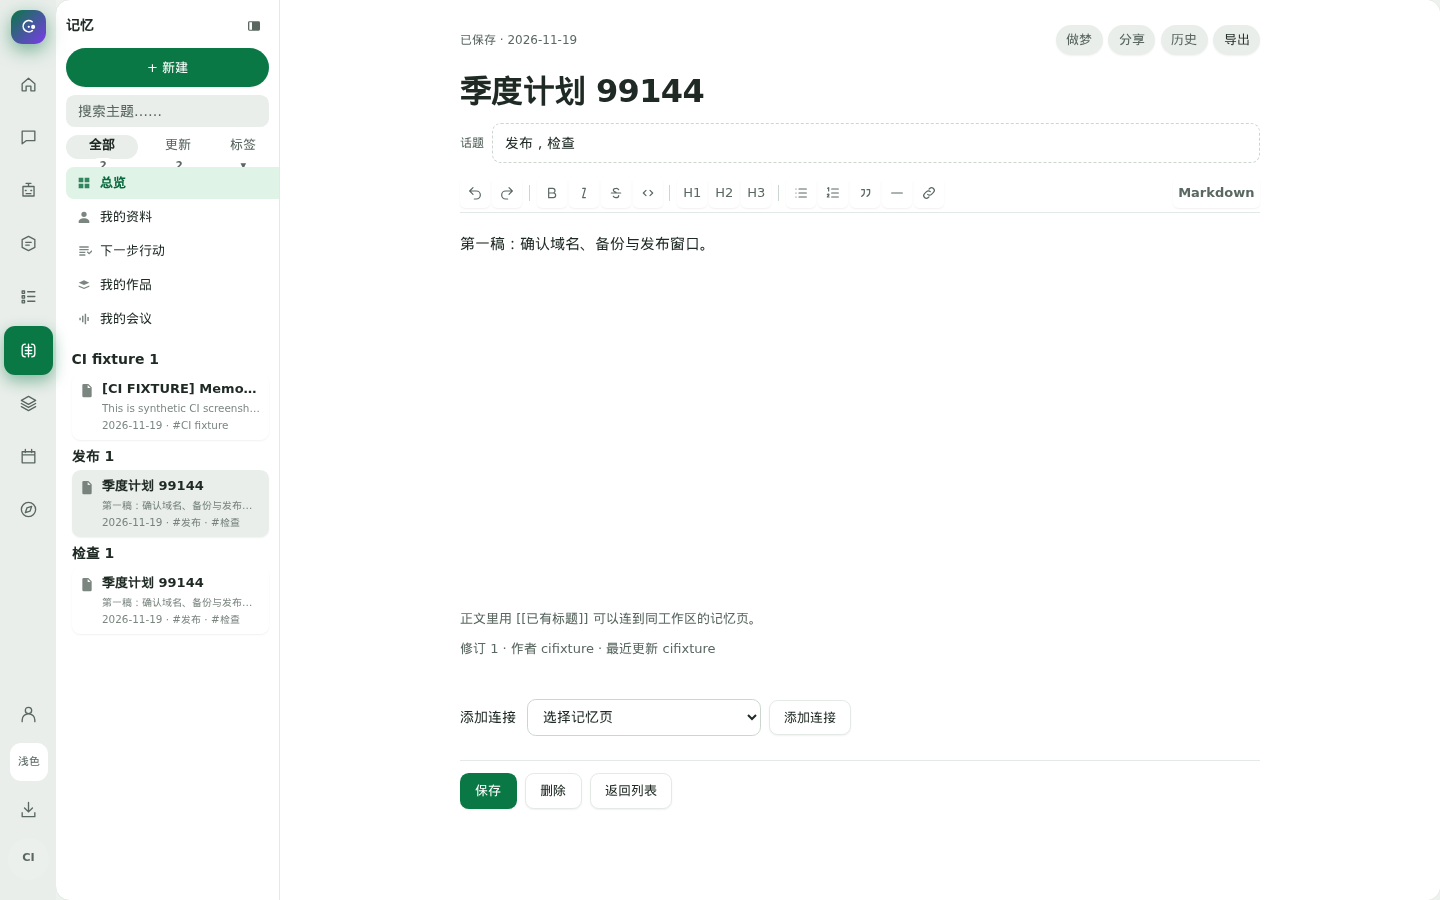 记忆
+ 新建
搜索主题……
全部 更新 标签
2 2 ▾
总览
我的资料
下一步行动
我的作品
我的会议
CI fixture 1
[CI FIXTURE] Memo…
This is synthetic CI screensh…
2026-11-19 · #CI fixture
发布 1
季度计划 99144
第一稿：确认域名、备份与发布…
2026-11-19 · #发布 · #检查
检查 1
季度计划 99144
第一稿：确认域名、备份与发布…
2026-11-19 · #发布 · #检查
浅色
CI
已保存 · 2026-11-19
做梦 分享 历史 导出
季度计划 99144
话题 发布，检查
B I S H1 H2 H3 Markdown
第一稿：确认域名、备份与发布窗口。
正文里用 [[已有标题]] 可以连到同工作区的记忆页。
修订 1 · 作者 cifixture · 最近更新 cifixture
添加连接 选择记忆页 添加连接
保存 删除 返回列表